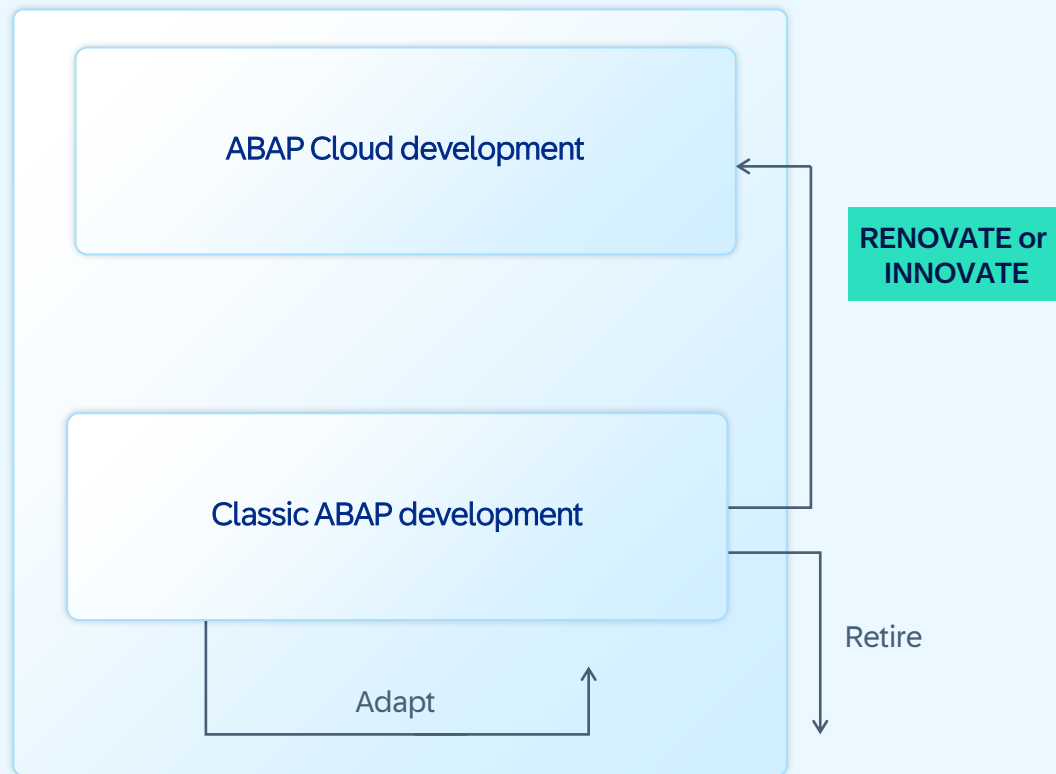 ABAP Cloud development
RENOVATE or
INNOVATE
Classic ABAP development
Retire
Adapt